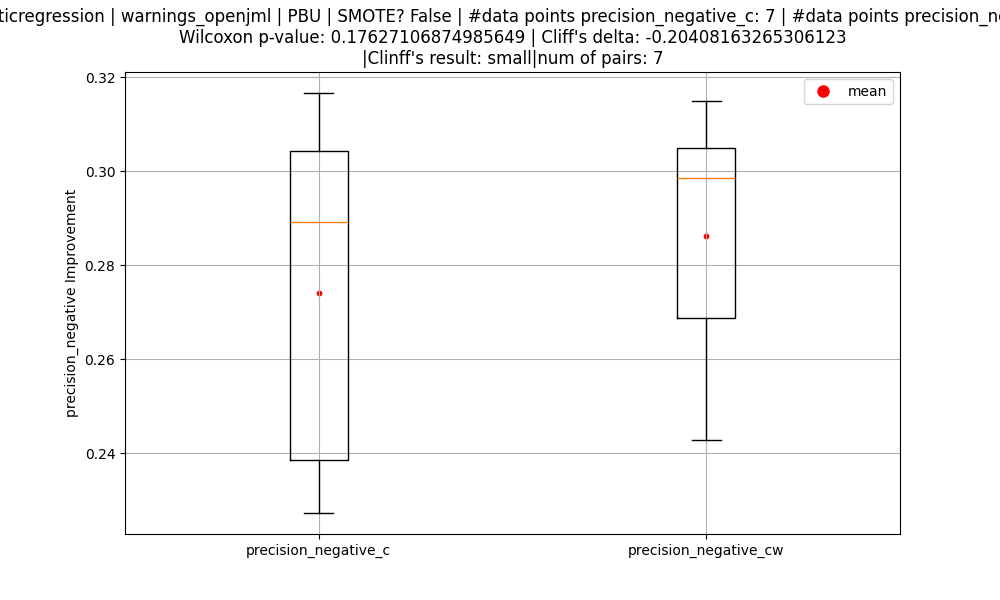 ticregression | warnings_openjml | PBU | SMOTE? False | #data points precision_negative_c: 7 | #data points precision_ne
Wilcoxon p-value: 0.17627106874985649 | Cliff's delta: -0.20408163265306123
|Clinff's result: small|num of pairs: 7
mean
0.32
0.30
0.28
0.26
0.24
precision_negative Improvement
precision_negative_c
precision_negative_cw